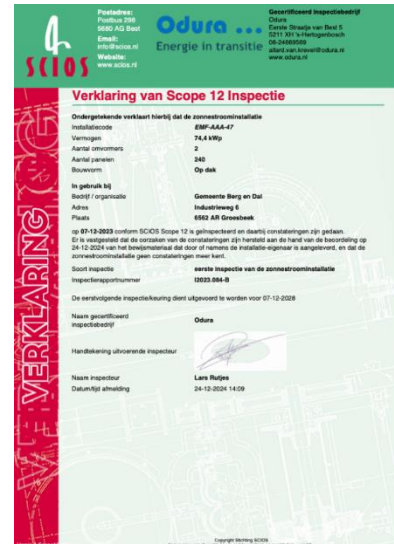 SCIOS
Postadres:
Postbus 298
5680 AG Best
Email:
info@scios.nl
Website:
www.scios.nl
Odura
Energie in transitie
Gecertificeerd inspectiebedrijf
Odura
Eerste Straatje van Best 5
5211 XH 's-Hertogenbosch
www.odura.nl
VERKLARING
Verklaring van Scope 12 Inspectie
Ondergetekende verklaart hierbij dat de zonnestroominstallatie
Installatiecode EMF-AAA-47
Vermogen 74,4 kWp
Aantal omvormers 2
Aantal panelen 240
Bouwvorm Op dak
In gebruik bij
Bedrijf / organisatie Gemeente Berg en Dal
Adres Industrieweg 6
Plaats 6562 AR Groesbeek
op 07-12-2023 conform SCIOS Scope 12 is geïnspecteerd en daarbij constateringen zijn gedaan.
Er is vastgesteld dat de oorzaken van de constateringen zijn hersteld aan de hand van de beoordeling op
24-12-2024 van het bewijsmateriaal dat door of namens de installatie-eigenaar is aangeleverd, en dat de
zonnestroominstallatie geen constateringen meer kent.
Soort inspectie eerste inspectie van de zonnestroominstallatie
Inspectierapportnummer I2023.084-B
De eerstvolgende inspectie/keuring dient uitgevoerd te worden voor 07-12-2028
Naam gecertificeerd
inspectiebedrijf Odura
Handtekening uitvoerende inspecteur
Naam inspecteur Lars Rutjes
Datum/tijd afmelding 24-12-2024 14:09
Copyright Stichting SCIOS